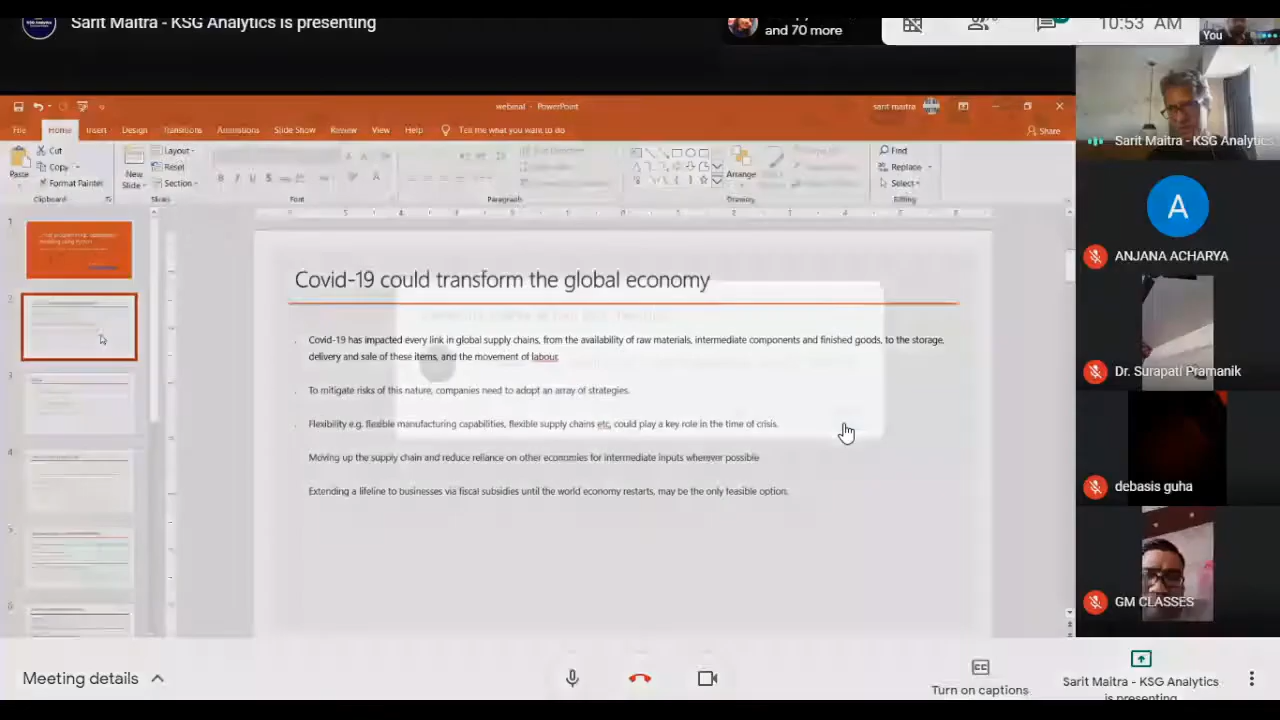 Sarit Maitra - KSG Analytics is presenting
and 70 more
10:53 AM
You
webinal - PowerPoint
sarit maitra
File Home Insert Design Transitions Animations Slide Show Review View Help Tell me what you want to do
Share
Paste
Cut
Copy
Format Painter
Clipboard
New
Slide
Layout
Reset
Section
Slides
Font
Paragraph
Arrange
Drawing
Find
Replace
Select
Editing
Covid-19 could transform the global economy
Covid-19 has impacted every link in global supply chains, from the availability of raw materials, intermediate components and finished goods, to the storage,
delivery and sale of these items, and the movement of labour.
To mitigate risks of this nature, companies need to adopt an array of strategies.
Flexibility e.g. flexible manufacturing capabilities, flexible supply chains etc, could play a key role in the time of crisis.
Moving up the supply chain and reduce reliance on other economies for intermediate inputs wherever possible
Extending a lifeline to businesses via fiscal subsidies until the world economy restarts, may be the only feasible option.
Sarit Maitra - KSG Analytics
A
ANJANA ACHARYA
Dr. Surapati Pramanik
debasis guha
GM CLASSES
Meeting details
Turn on captions
Sarit Maitra - KSG Analytics
is presenting